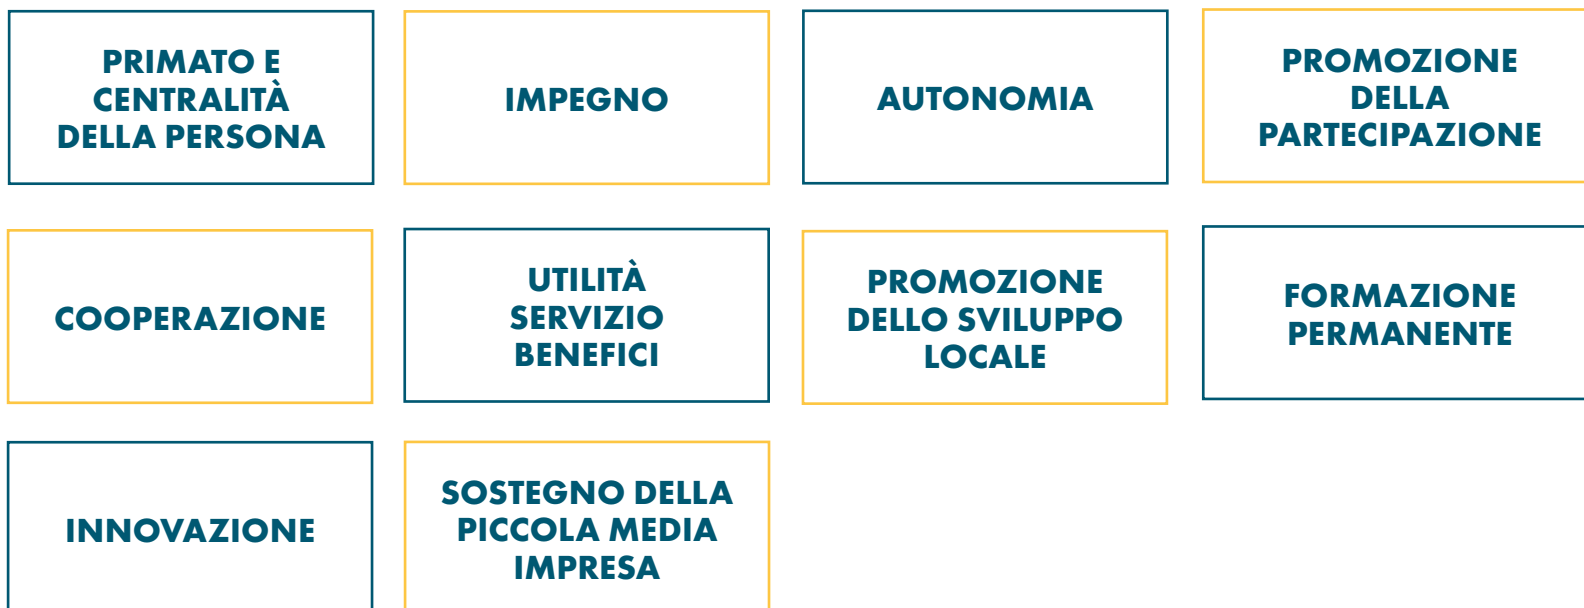 PRIMATO E
CENTRALITÀ
DELLA PERSONA
IMPEGNO
AUTONOMIA
PROMOZIONE
DELLA
PARTECIPAZIONE
COOPERAZIONE
UTILITÀ
SERVIZIO
BENEFICI
PROMOZIONE
DELLO SVILUPPO
LOCALE
FORMAZIONE
PERMANENTE
INNOVAZIONE
SOSTEGNO DELLA
PICCOLA MEDIA
IMPRESA